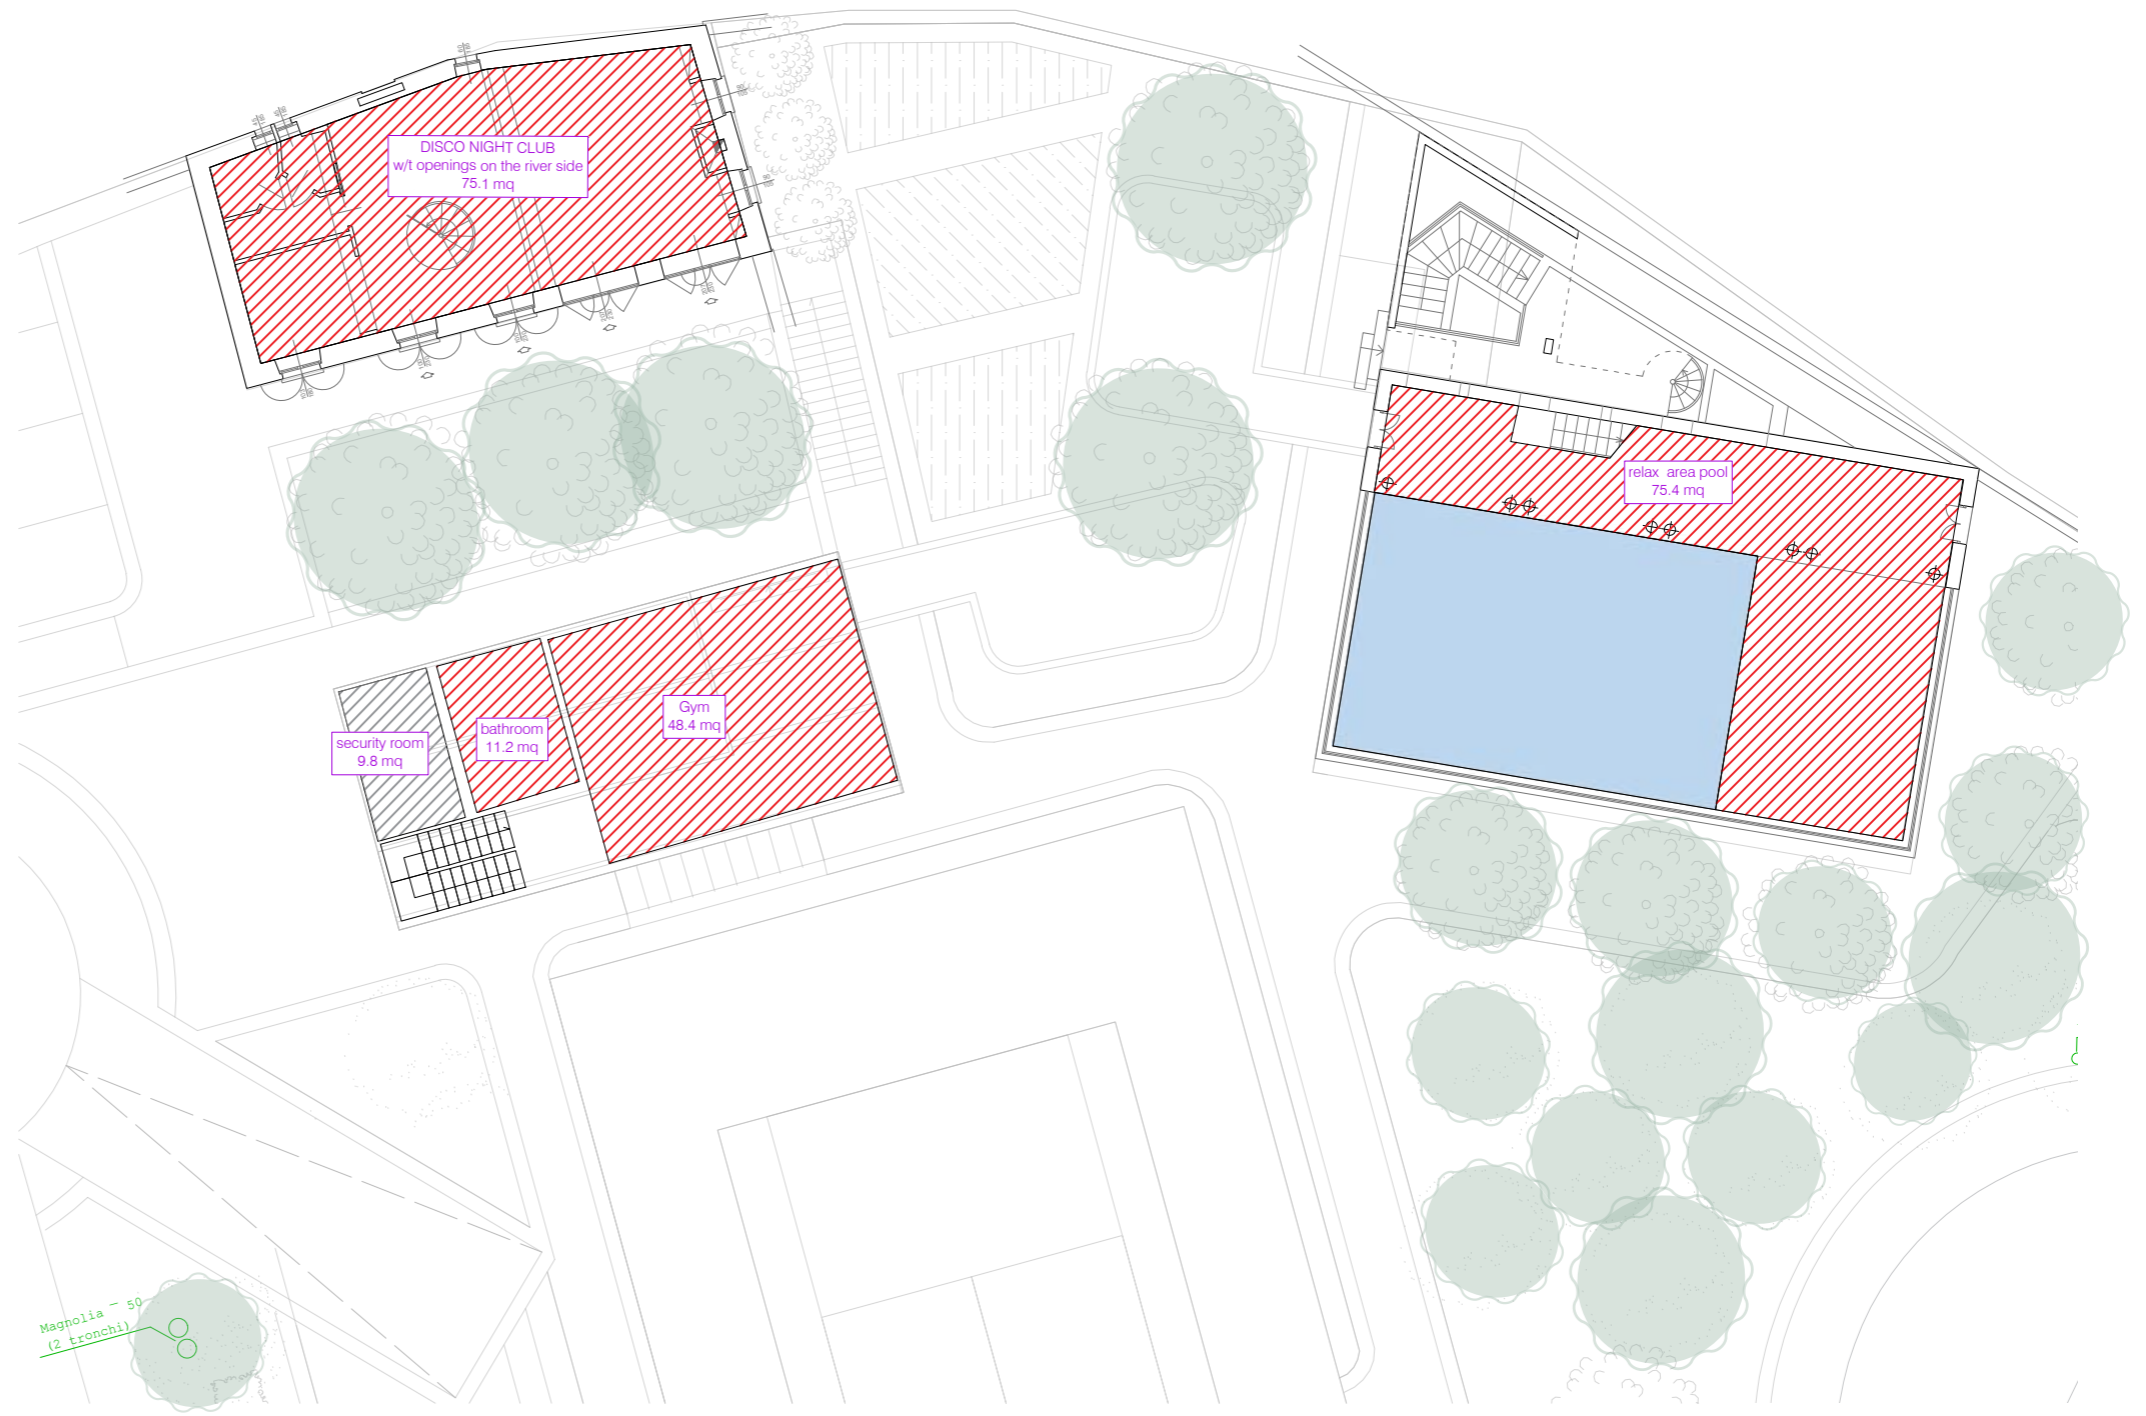 DISCO NIGHT CLUB
w/t openings on the river side
75.1 mq
relax area pool
75.4 mq
Gym
48.4 mq
bathroom
11.2 mq
security room
9.8 mq
Magnolia - 50
(2 tronchi)